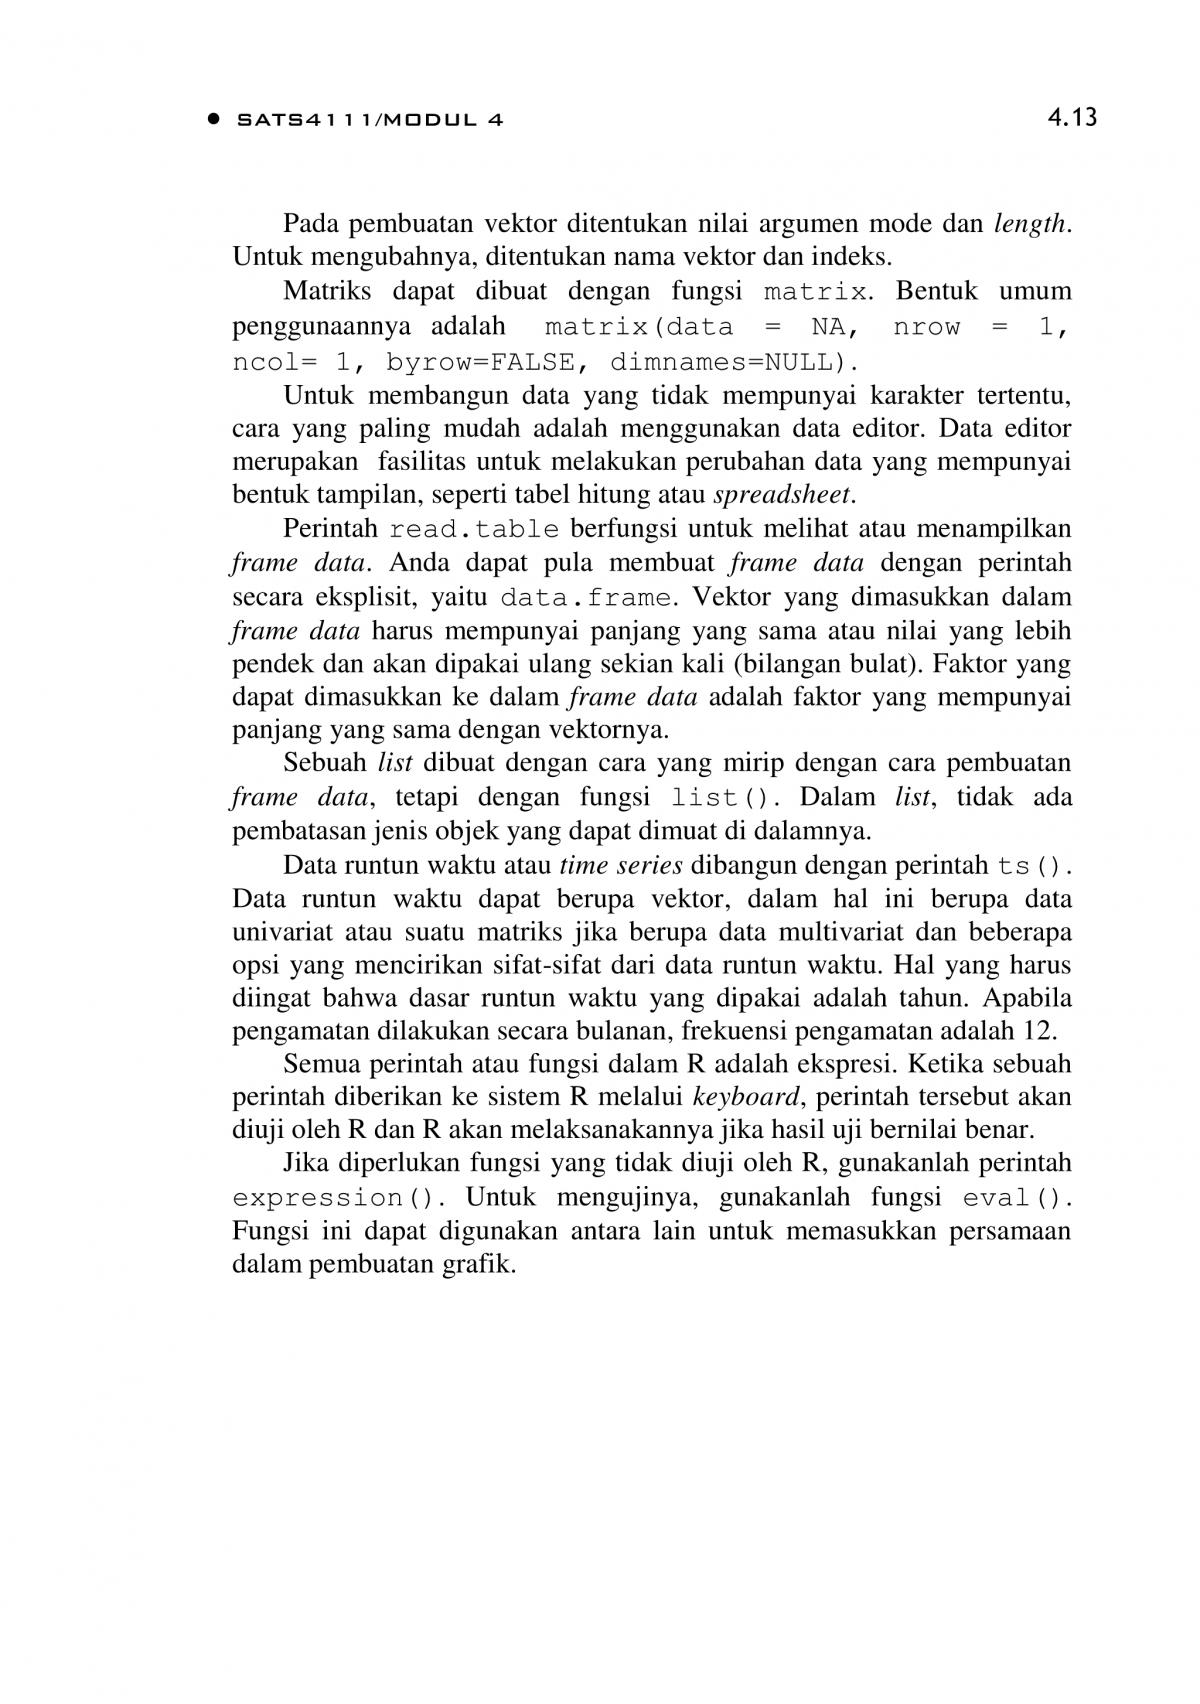 • SATS4111/MODUL 4 4.13
Pada pembuatan vektor ditentukan nilai argumen mode dan length.
Untuk mengubahnya, ditentukan nama vektor dan indeks.
Matriks dapat dibuat dengan fungsi matrix. Bentuk umum
penggunaannya adalah matrix(data = NA, nrow = 1,
ncol= 1, byrow=FALSE, dimnames=NULL).
Untuk membangun data yang tidak mempunyai karakter tertentu,
cara yang paling mudah adalah menggunakan data editor. Data editor
merupakan fasilitas untuk melakukan perubahan data yang mempunyai
bentuk tampilan, seperti tabel hitung atau spreadsheet.
Perintah read.table berfungsi untuk melihat atau menampilkan
frame data. Anda dapat pula membuat frame data dengan perintah
secara eksplisit, yaitu data.frame. Vektor yang dimasukkan dalam
frame data harus mempunyai panjang yang sama atau nilai yang lebih
pendek dan akan dipakai ulang sekian kali (bilangan bulat). Faktor yang
dapat dimasukkan ke dalam frame data adalah faktor yang mempunyai
panjang yang sama dengan vektornya.
Sebuah list dibuat dengan cara yang mirip dengan cara pembuatan
frame data, tetapi dengan fungsi list(). Dalam list, tidak ada
pembatasan jenis objek yang dapat dimuat di dalamnya.
Data runtun waktu atau time series dibangun dengan perintah ts().
Data runtun waktu dapat berupa vektor, dalam hal ini berupa data
univariat atau suatu matriks jika berupa data multivariat dan beberapa
opsi yang mencirikan sifat-sifat dari data runtun waktu. Hal yang harus
diingat bahwa dasar runtun waktu yang dipakai adalah tahun. Apabila
pengamatan dilakukan secara bulanan, frekuensi pengamatan adalah 12.
Semua perintah atau fungsi dalam R adalah ekspresi. Ketika sebuah
perintah diberikan ke sistem R melalui keyboard, perintah tersebut akan
diuji oleh R dan R akan melaksanakannya jika hasil uji bernilai benar.
Jika diperlukan fungsi yang tidak diuji oleh R, gunakanlah perintah
expression(). Untuk mengujinya, gunakanlah fungsi eval().
Fungsi ini dapat digunakan antara lain untuk memasukkan persamaan
dalam pembuatan grafik.